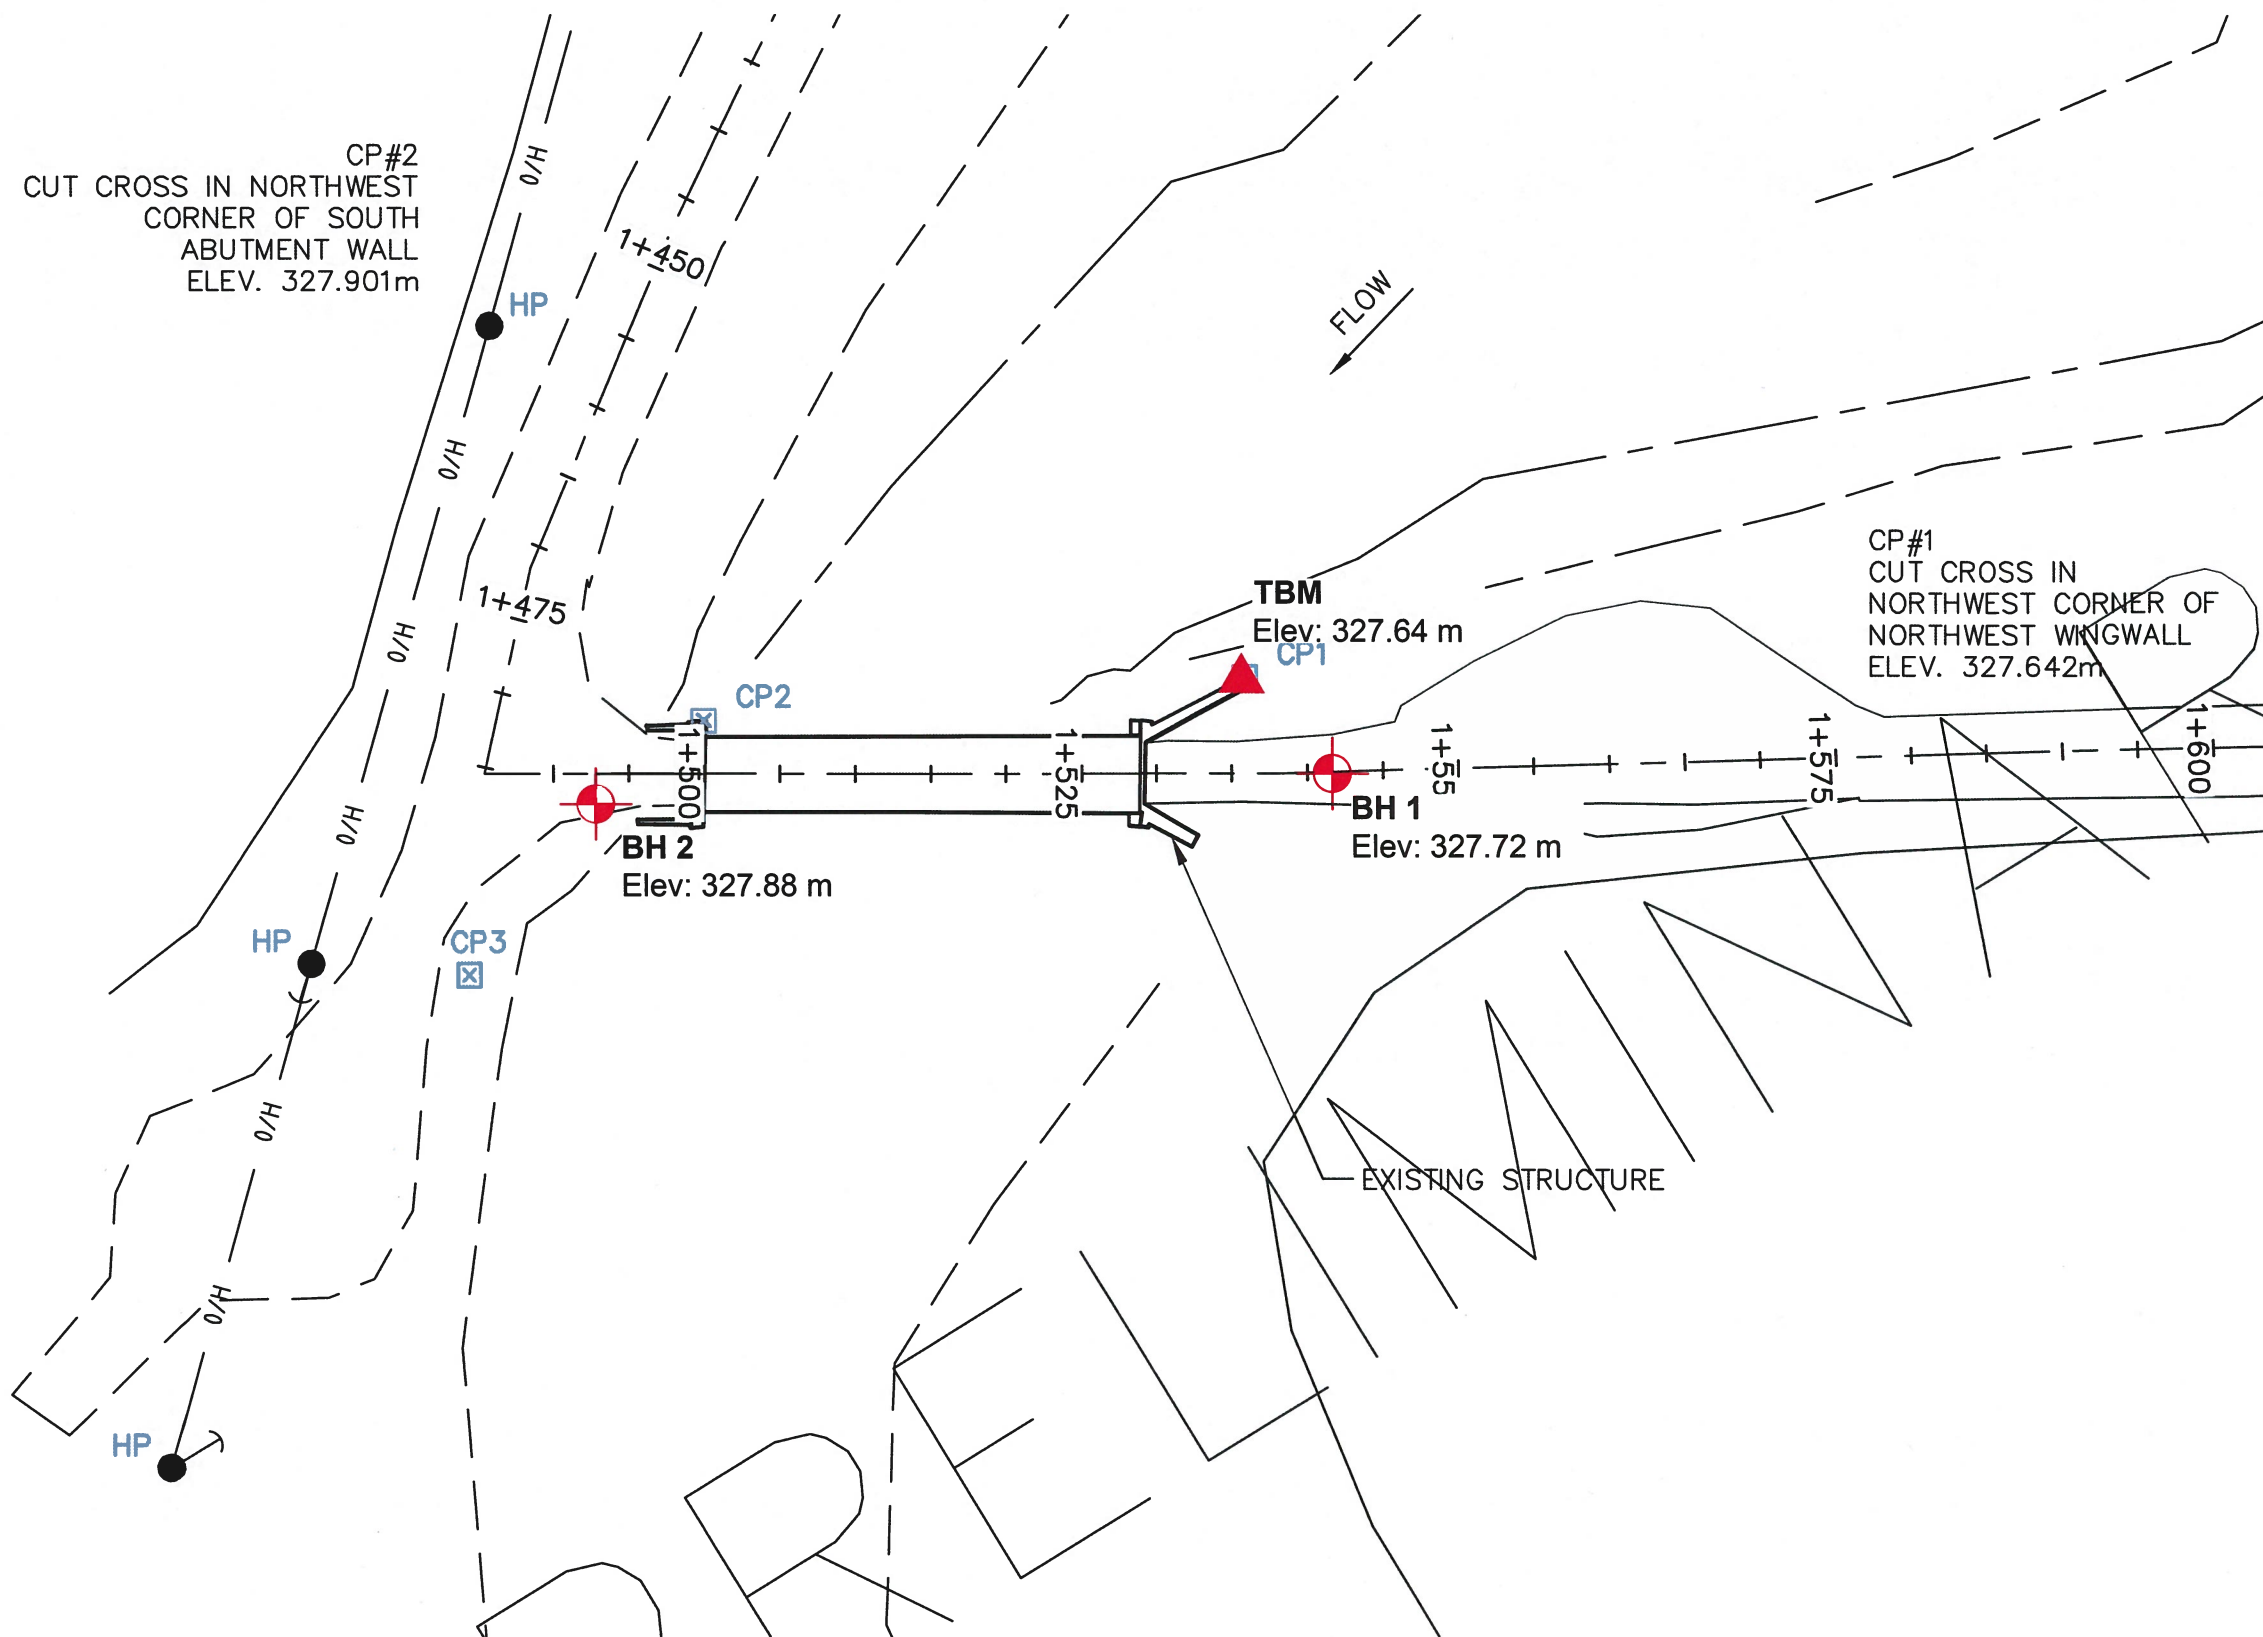 CP#2
CUT CROSS IN NORTHWEST
CORNER OF SOUTH
ABUTMENT WALL
ELEV. 327.901m
H/O
1+450
HP
FLOW
H/O
CP#1
CUT CROSS IN
NORTHWEST CORNER OF
NORTHWEST WINGWALL
ELEV. 327.642m
1+475
TBM
Elev: 327.64 m
CP1
H/O
CP2
1+500
1+525
1+55
1+575
1+600
BH 1
Elev: 327.72 m
BH 2
Elev: 327.88 m
H/O
HP
CP3
H/O
EXISTING STRUCTURE
H/O
HP
PRELIMINAR